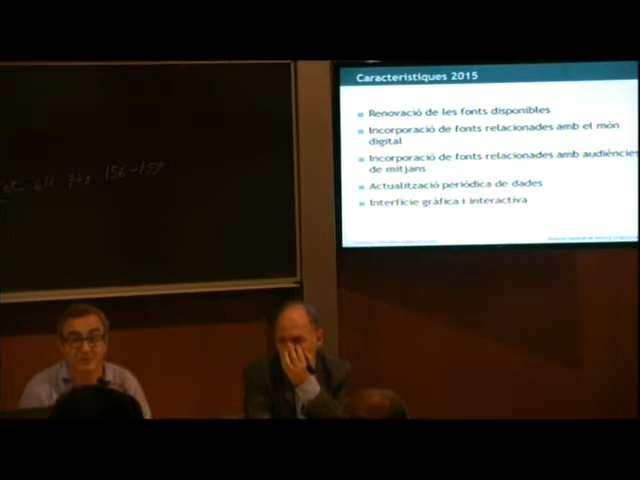 Característiques 2015
Renovació de les fonts disponibles
Incorporació de fonts relacionades amb el món
digital
Incorporació de fonts relacionades amb audiències
de mitjans
Actualització periódica de dades
Interfície gràfica i interactiva
156-157